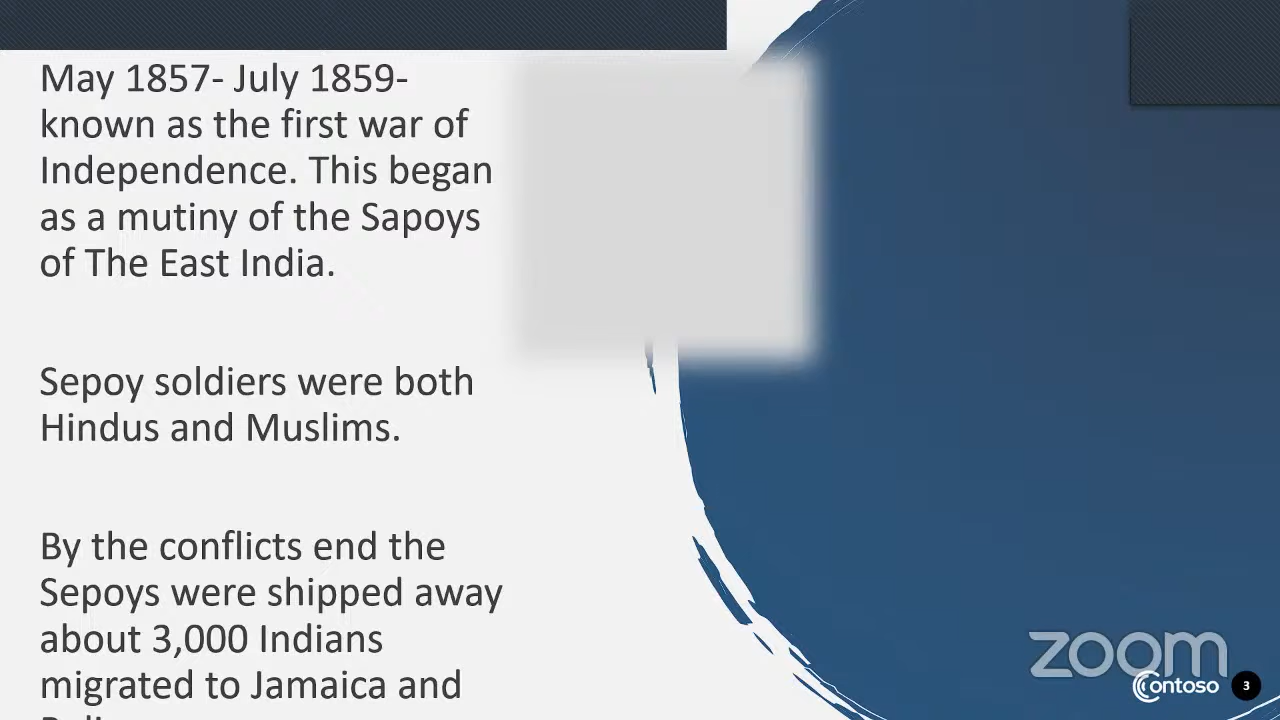 May 1857- July 1859-
known as the first war of
Independence. This began
as a mutiny of the Sapoys
of The East India.
Sepoy soldiers were both
Hindus and Muslims.
By the conflicts end the
Sepoys were shipped away
about 3,000 Indians
migrated to Jamaica and
zoom
Contoso
3